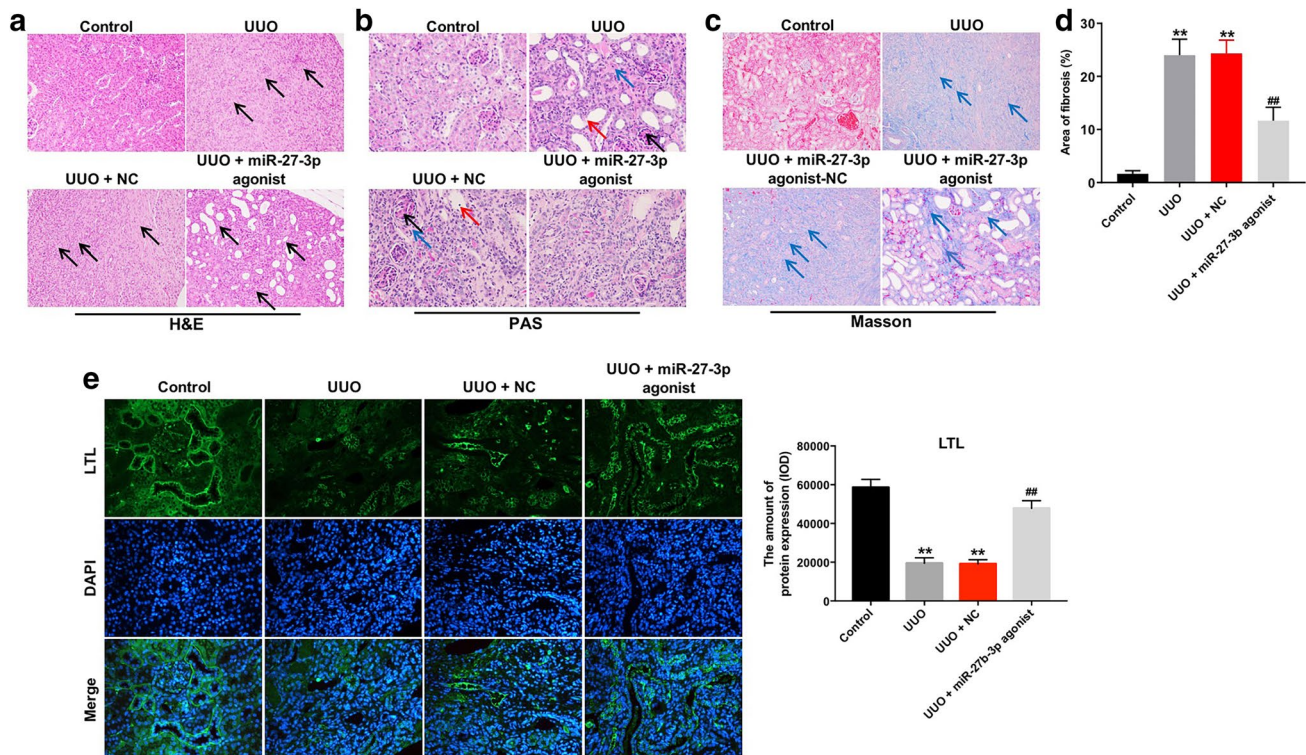 a
Control
UUO
UUO + NC
UUO + miR-27-3p
agonist
H&E
b
Control
UUO
UUO + NC
UUO + miR-27-3p
agonist
PAS
c
Control
UUO
UUO + miR-27-3p
agonist-NC
UUO + miR-27-3p
agonist
Masson
d
Area of fibrosis (%)
30
20
10
0
**
**
##
Control
UUO
UUO + NC
UUO + miR-27-3b agonist
e
Control
UUO
UUO + NC
UUO + miR-27-3p
agonist
LTL
DAPI
Merge
LTL
The amount of
protein expression (IOD)
80000
60000
40000
20000
0
**
**
##
Control
UUO
UUO + NC
UUO + miR-27b-3p agonist